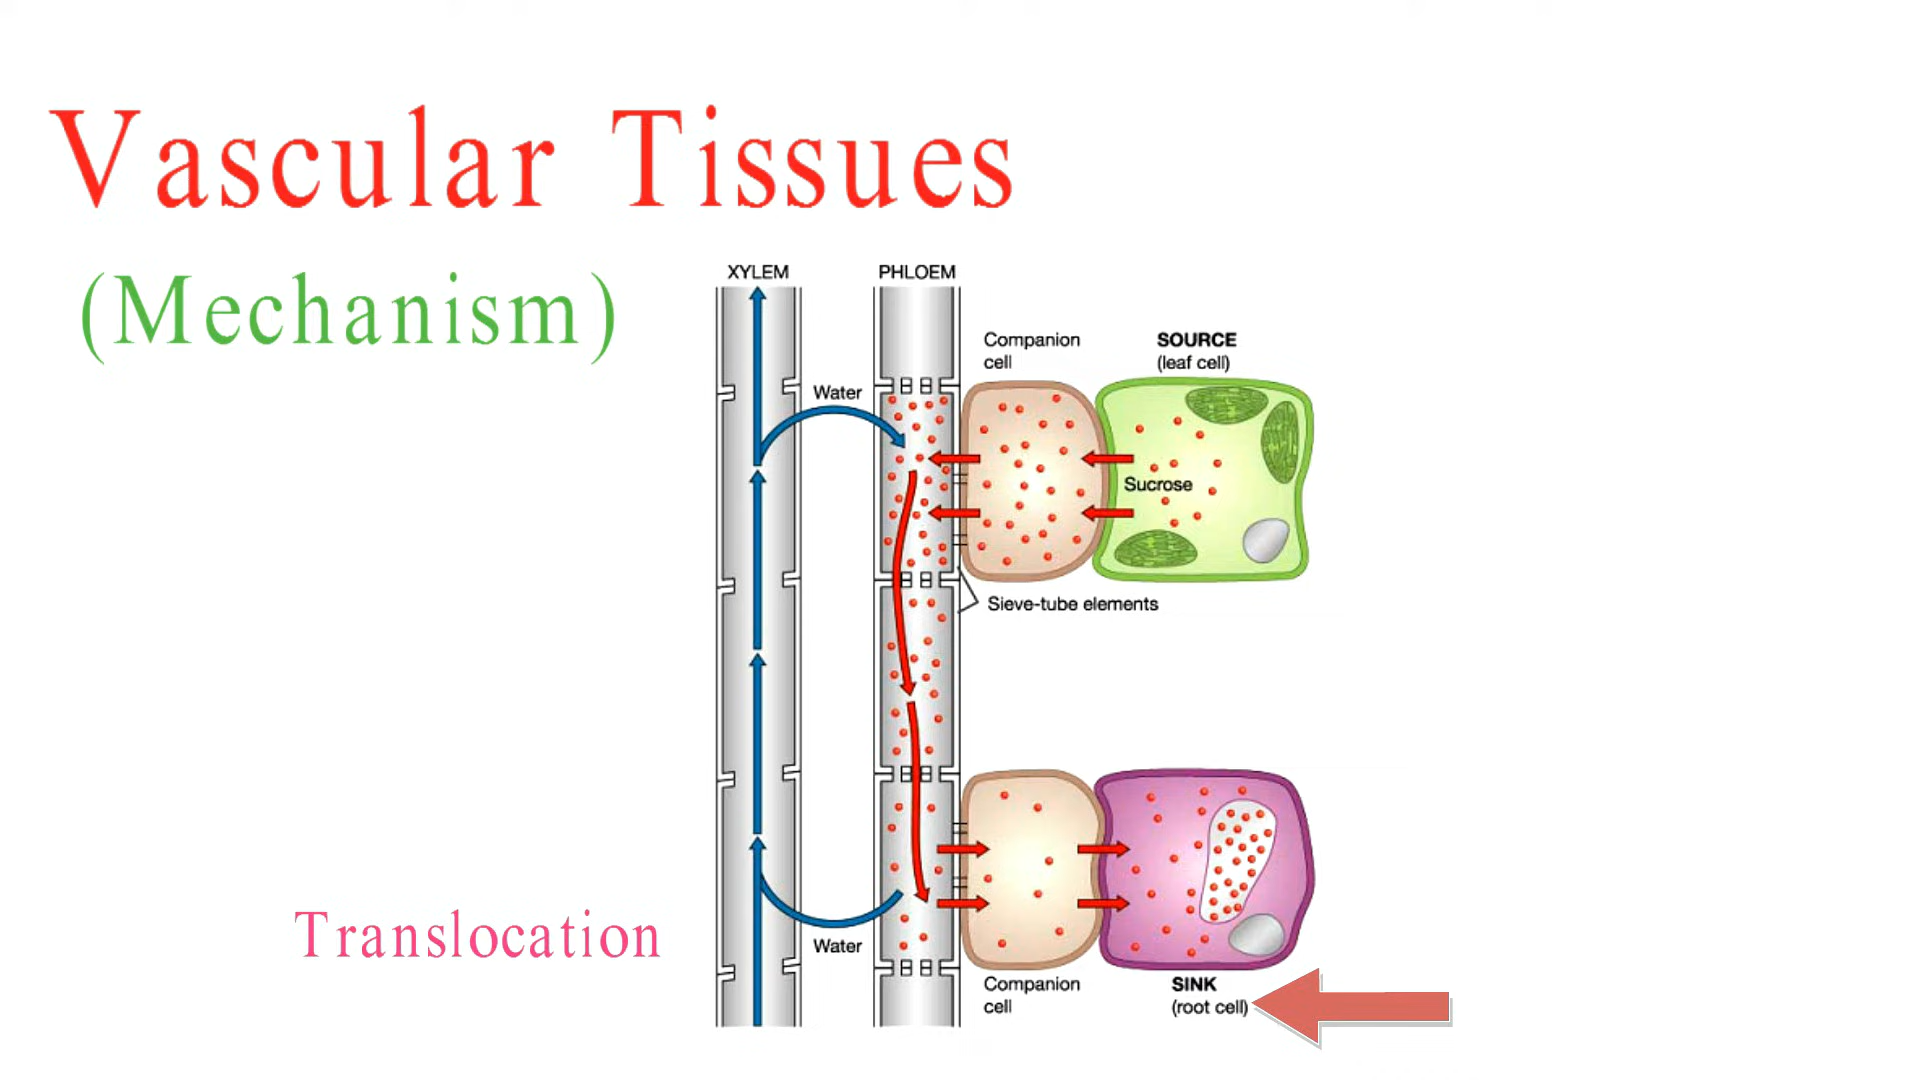 Vascular Tissues
(Mechanism)
XYLEM
PHLOEM
Companion
cell
SOURCE
(leaf cell)
Water
Sucrose
Sieve-tube elements
Translocation
Water
Companion
cell
SINK
(root cell)